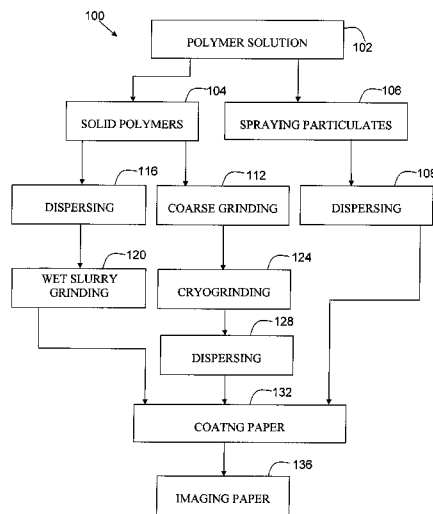 100
POLYMER SOLUTION
102
104
106
SOLID POLYMERS
SPRAYING PARTICULATES
116
112
108
DISPERSING
COARSE GRINDING
DISPERSING
120
124
WET SLURRY
GRINDING
CRYOGRINDING
128
DISPERSING
132
COATNG PAPER
136
IMAGING PAPER